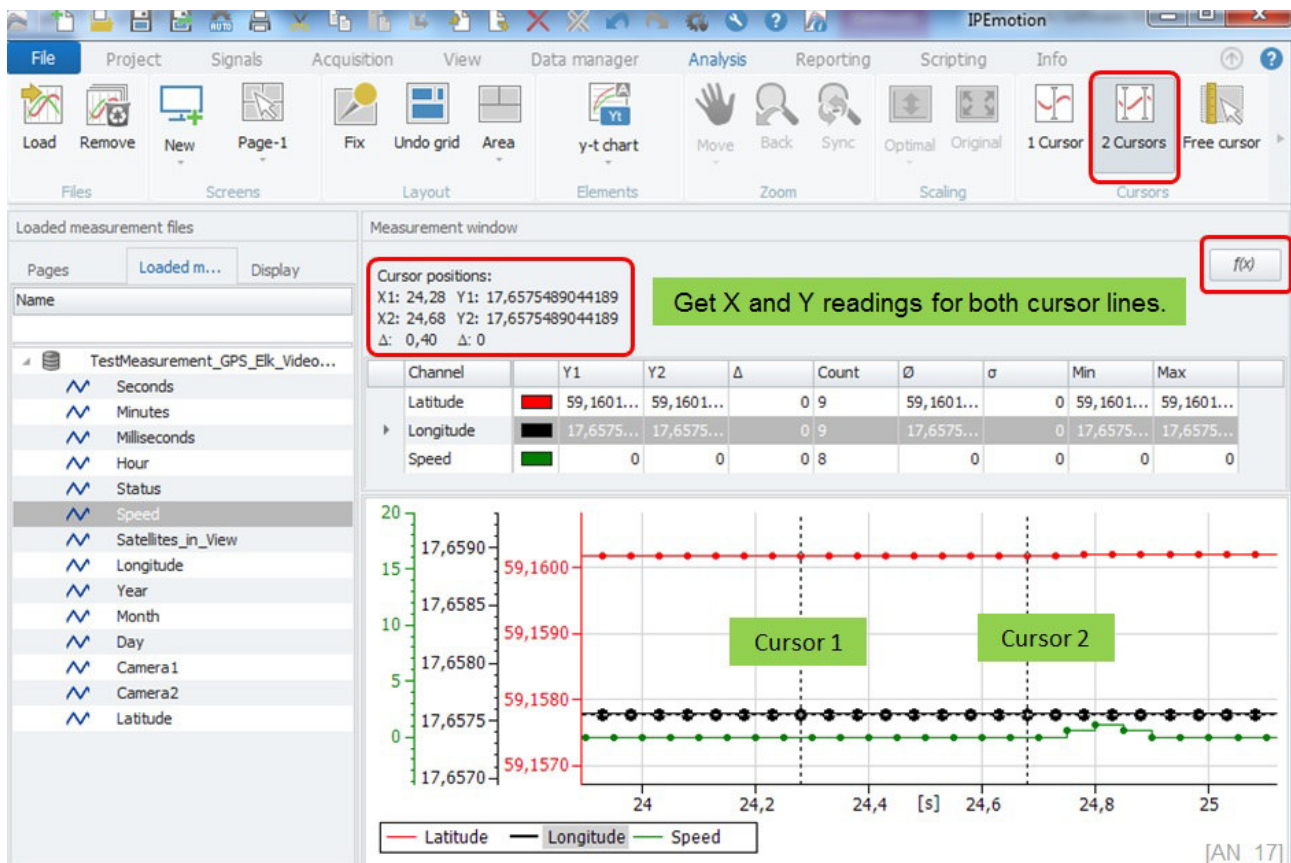 AUTO
IPEmotion
File Project Signals Acquisition View Data manager Analysis Reporting Scripting Info
Load Remove New Page-1 Fix Undo grid Area y-t chart Move Back Sync Optimal Original 1 Cursor 2 Cursors Free cursor
Files Screens Layout Elements Zoom Scaling Cursors
Loaded measurement files
Pages Loaded m... Display
Name
TestMeasurement_GPS_Elk_Video...
Seconds
Minutes
Milliseconds
Hour
Status
Speed
Satellites_in_View
Longitude
Year
Month
Day
Camera1
Camera2
Latitude
Measurement window
f(x)
Cursor positions:
X1: 24,28 Y1: 17,6575489044189
X2: 24,68 Y2: 17,6575489044189
Δ: 0,40 Δ: 0
Get X and Y readings for both cursor lines.
Channel Y1 Y2 Δ Count Ø σ Min Max
Latitude 59,1601... 59,1601... 0 9 59,1601... 0 59,1601... 59,1601...
Longitude 17,6575... 17,6575... 0 9 17,6575... 0 17,6575... 17,6575...
Speed 0 0 0 8 0 0 0 0
20
15
10
5
0
17,6590
17,6585
17,6580
17,6575
17,6570
59,1600
59,1590
59,1580
59,1570
Cursor 1
Cursor 2
24 24,2 24,4 [s] 24,6 24,8 25
Latitude Longitude Speed
[AN_17]